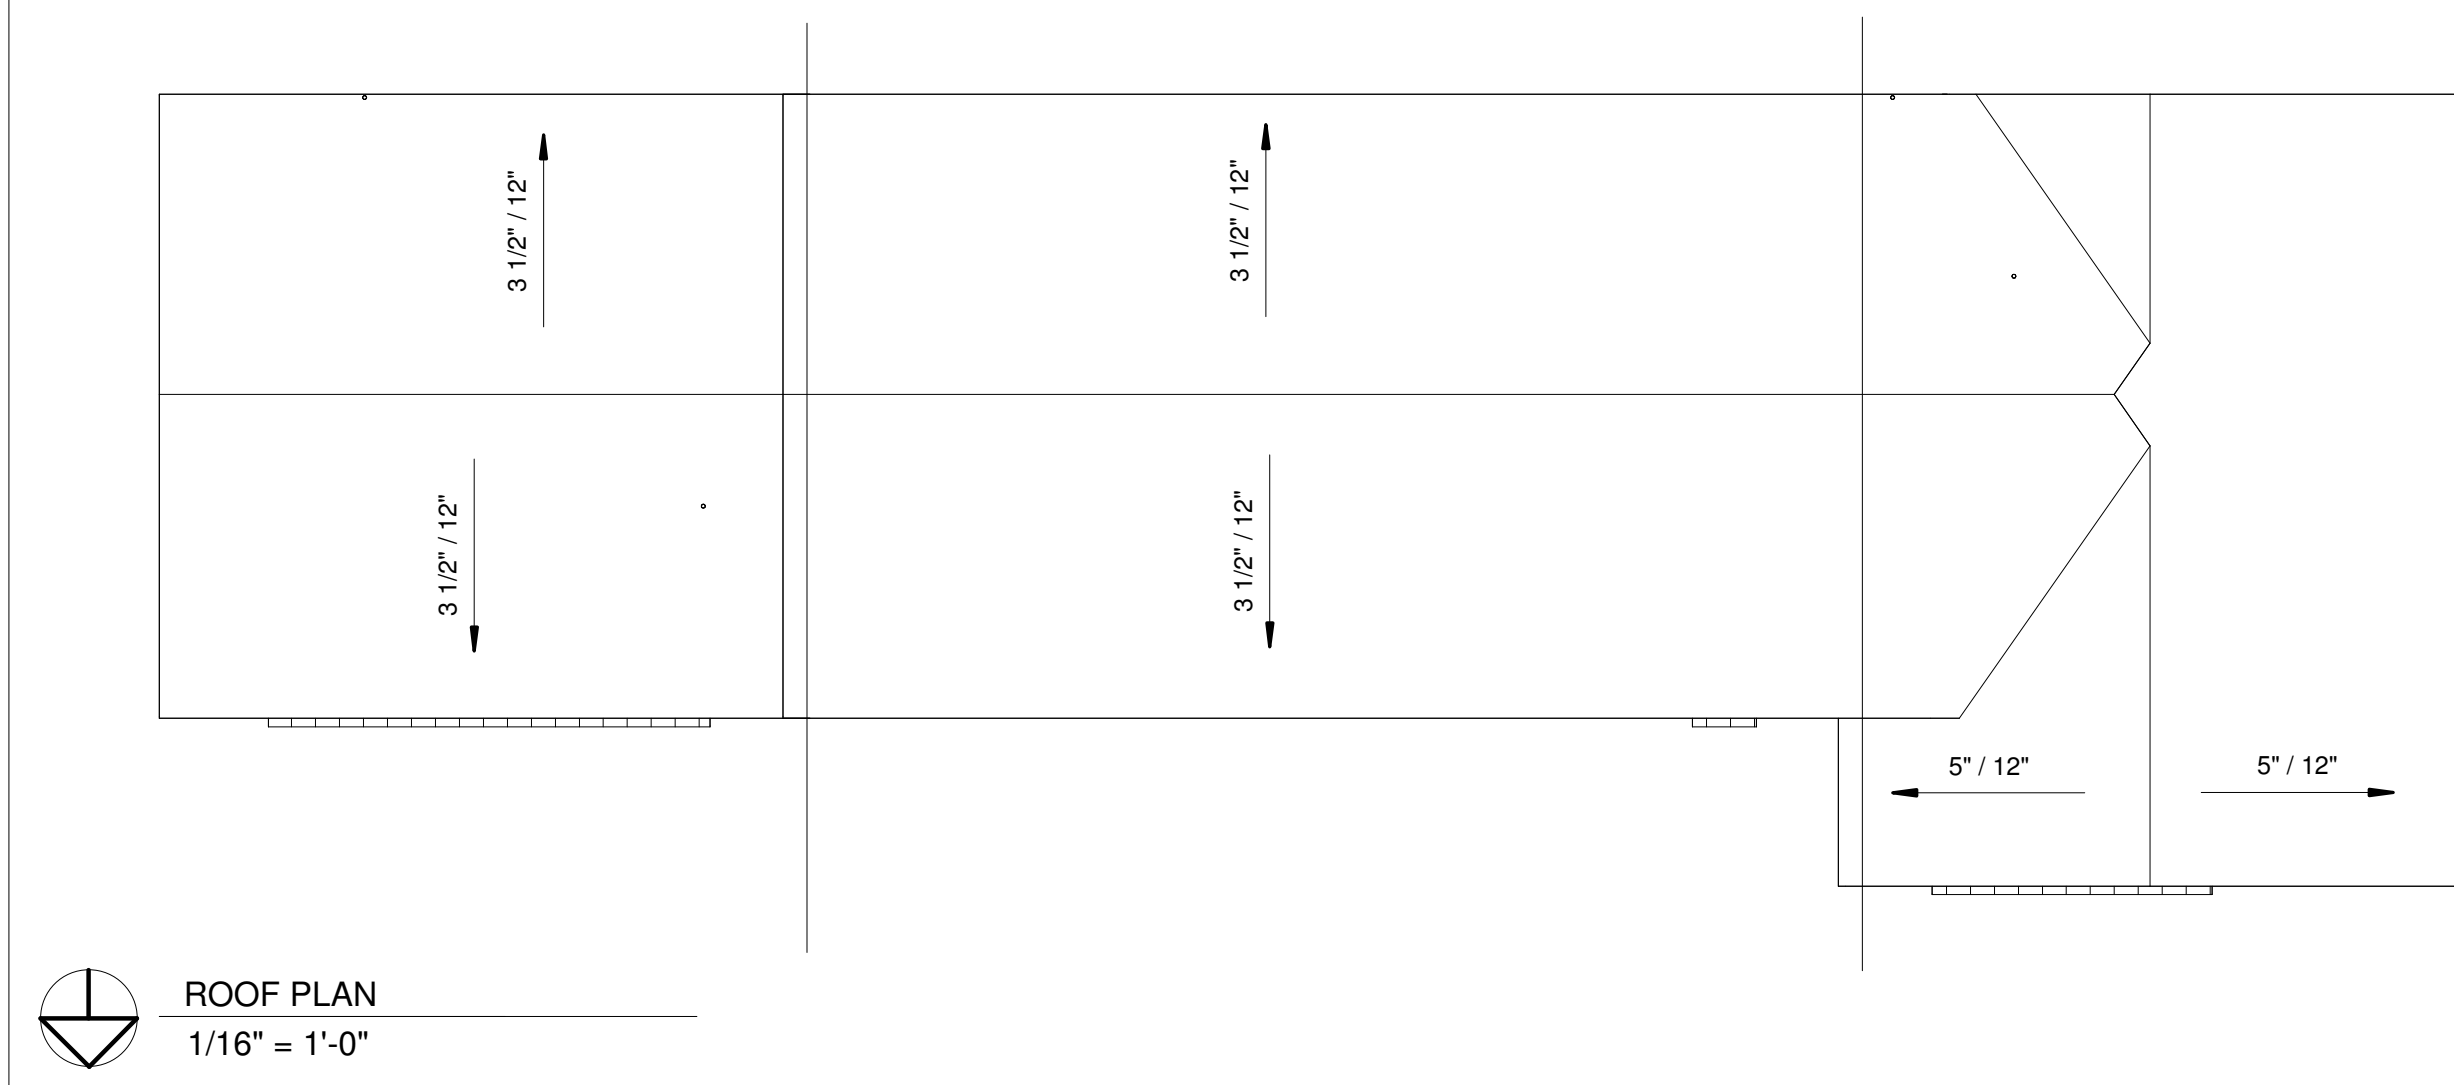 3 1/2" / 12"
3 1/2" / 12"
3 1/2" / 12"
3 1/2" / 12"
5" / 12"
5" / 12"
ROOF PLAN
1/16" = 1'-0"